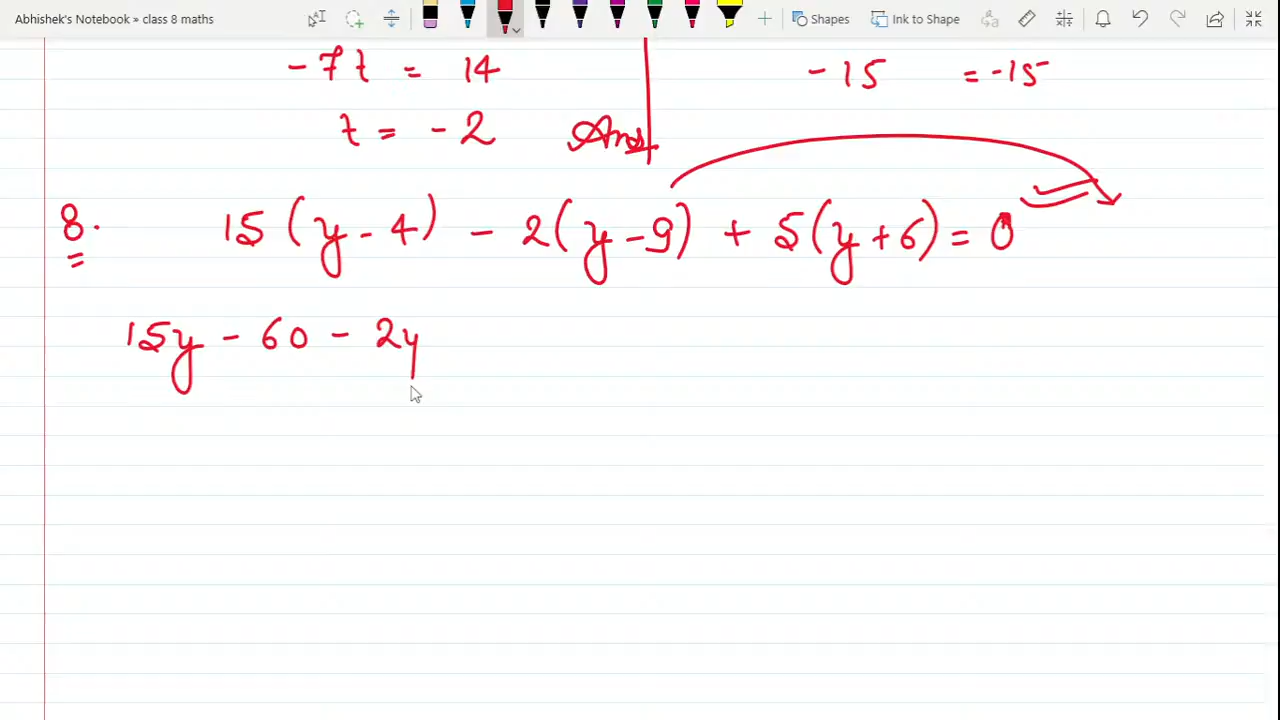 Abhishek's Notebook » class 8 maths
Shapes
Ink to Shape
-7t = 14
-15 = -15
t = -2 Ans
8. 15(y-4) - 2(y-9) + 5(y+6) = 0
15y - 60 - 2y